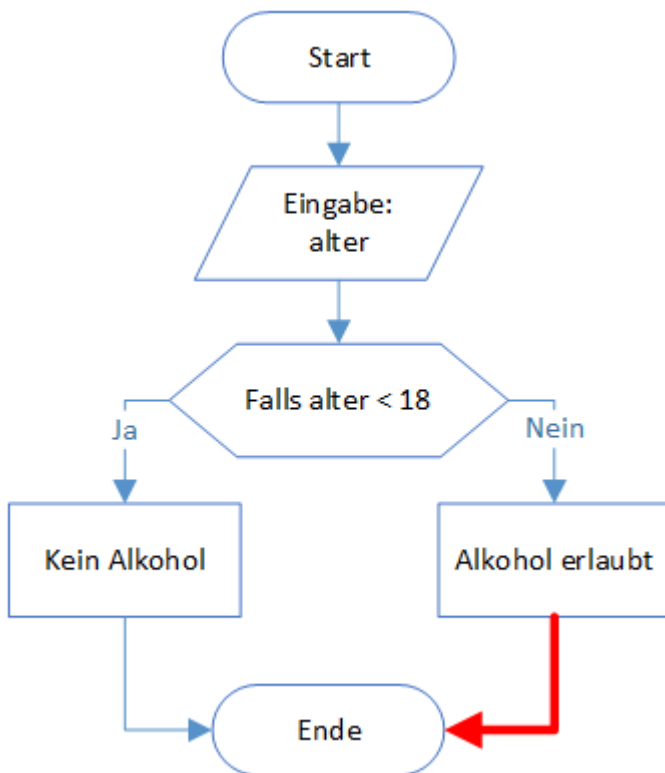 Start
Eingabe:
alter
Falls alter < 18
Ja
Nein
Kein Alkohol
Alkohol erlaubt
Ende